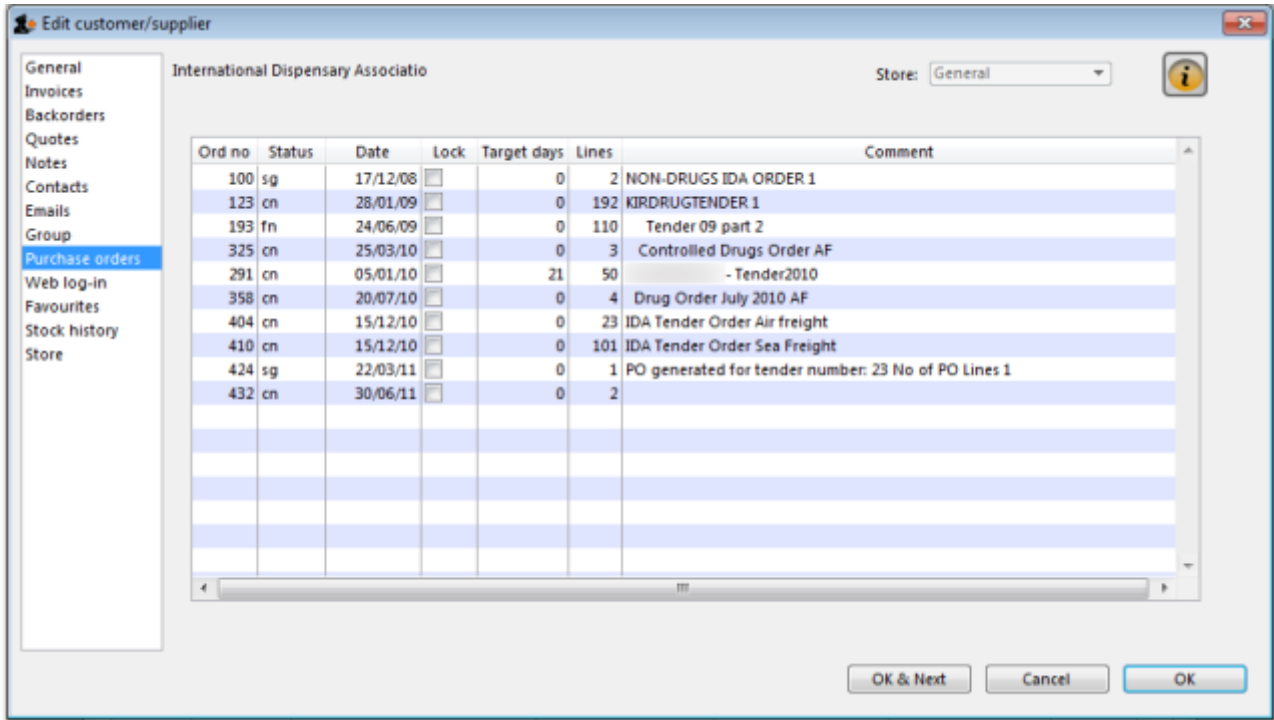 Edit customer/supplier
General
Invoices
Backorders
Quotes
Notes
Contacts
Emails
Group
Purchase orders
Web log-in
Favourites
Stock history
Store
International Dispensary Associatio
Store: General
Ord no Status Date Lock Target days Lines Comment
100 sg 17/12/08 0 2 NON-DRUGS IDA ORDER 1
123 cn 28/01/09 0 192 KIRDRUGTENDER 1
193 fn 24/06/09 0 110 Tender 09 part 2
325 cn 25/03/10 0 3 Controlled Drugs Order AF
291 cn 05/01/10 21 50 - Tender2010
358 cn 20/07/10 0 4 Drug Order July 2010 AF
404 cn 15/12/10 0 23 IDA Tender Order Air freight
410 cn 15/12/10 0 101 IDA Tender Order Sea Freight
424 sg 22/03/11 0 1 PO generated for tender number: 23 No of PO Lines 1
432 cn 30/06/11 0 2
OK & Next Cancel OK